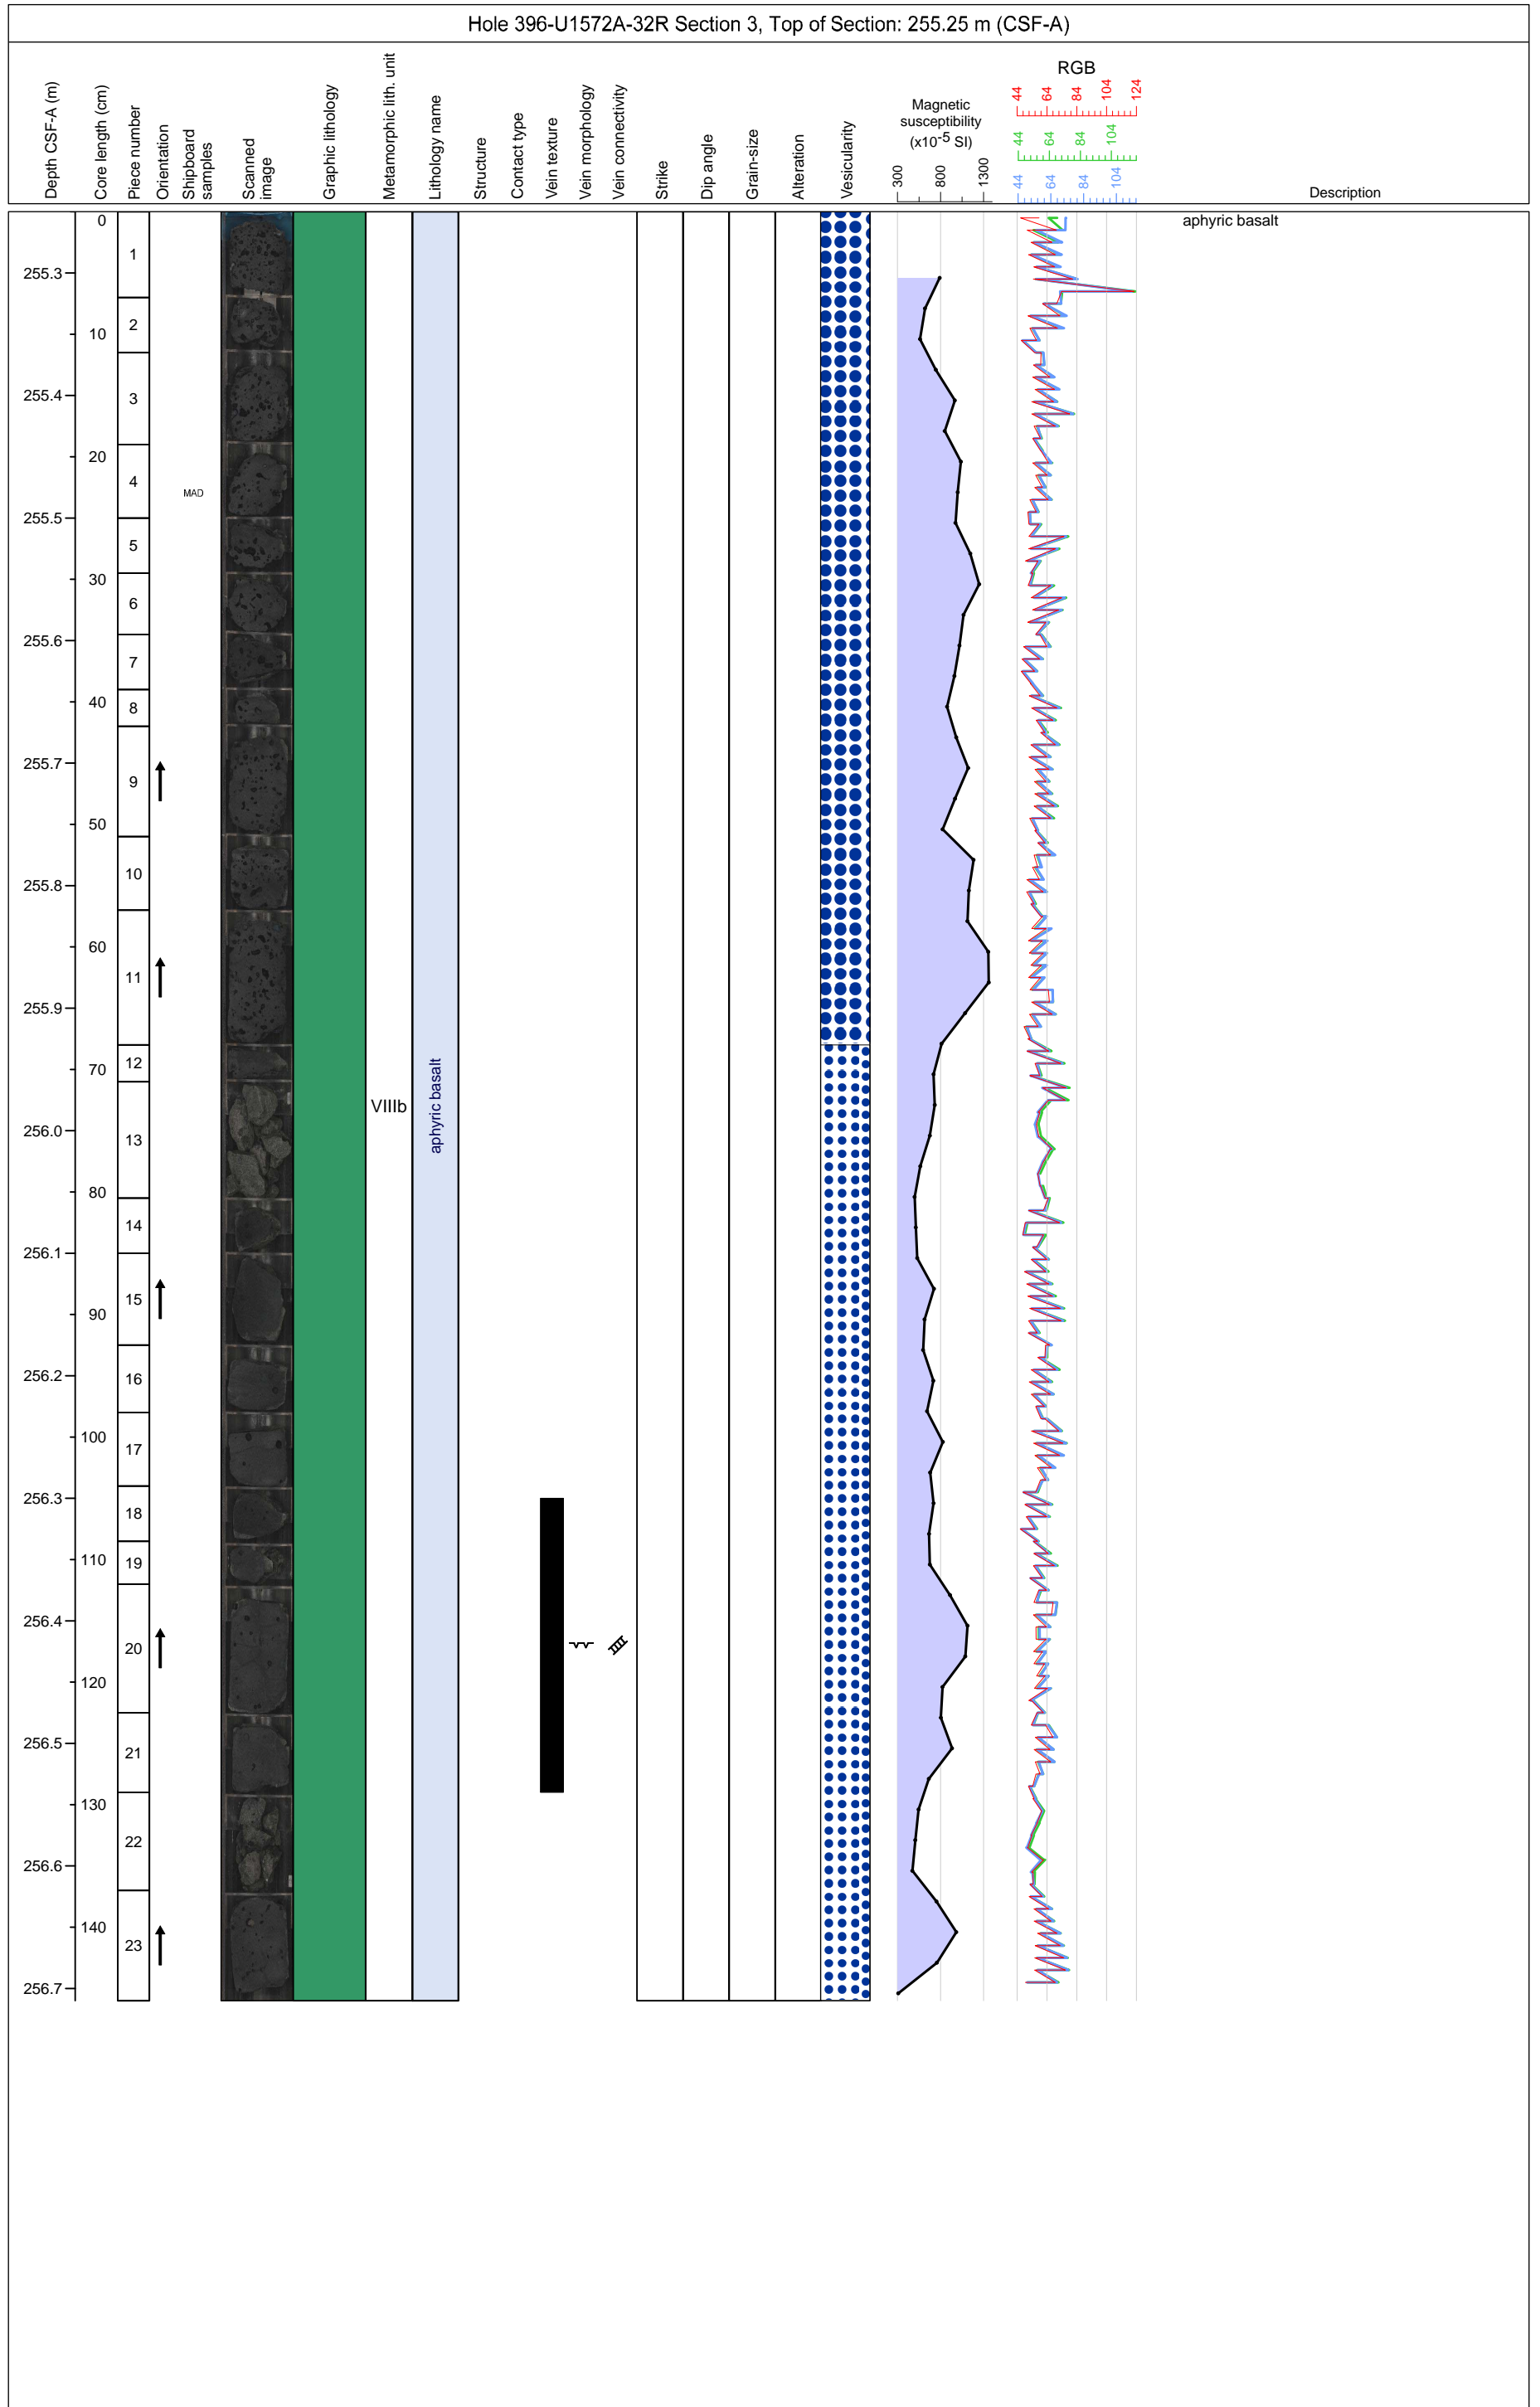 Hole 396-U1572A-32R Section 3, Top of Section: 255.25 m (CSF-A)
Depth CSF-A (m)
Core length (cm)
Piece number
Orientation
Shipboard
samples
Scanned
image
Graphic lithology
Metamorphic lith. unit
Lithology name
Structure
Contact type
Vein texture
Vein morphology
Vein connectivity
Strike
Dip angle
Grain-size
Alteration
Vesicularity
Magnetic
susceptibility
(x10-5 SI)
300
800
1300
RGB
44
64
84
104
124
44
64
84
104
44
64
84
104
Description
aphyric basalt
255.3
255.4
255.5
255.6
255.7
255.8
255.9
256.0
256.1
256.2
256.3
256.4
256.5
256.6
256.7
0
10
20
30
40
50
60
70
80
90
100
110
120
130
140
1
2
3
4
5
6
7
8
9
10
11
12
13
14
15
16
17
18
19
20
21
22
23
MAD
VIIIb
aphyric basalt